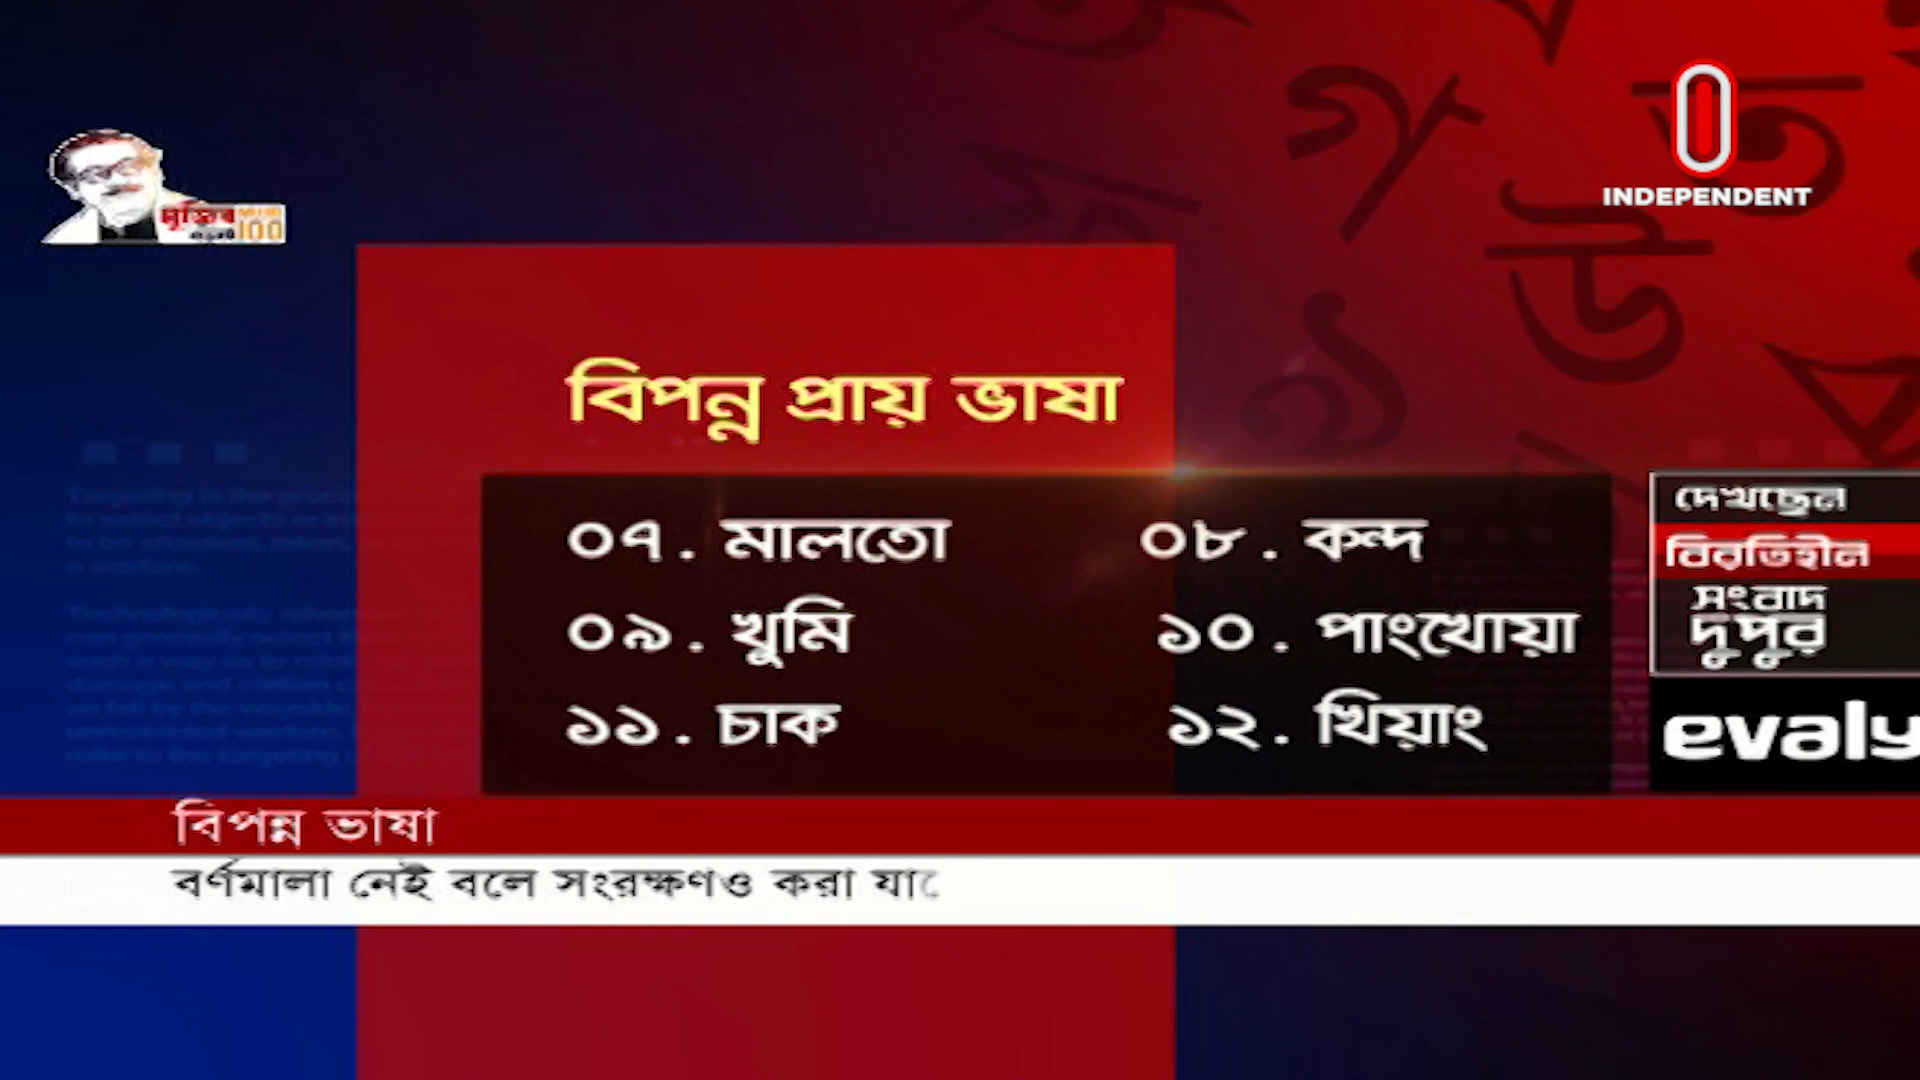 INDEPENDENT
100
বিপন্ন প্রায় ভাষা
০৭. মালতো ০৮. কন্দ
০৯. খুমি ১০. পাংখোয়া
১১. চাক ১২. খিয়াং
দেখছেন
বিরতিহীন
সংবাদ
দুপুর
evaly
বিপন্ন ভাষা
বর্ণমালা নেই বলে সংরক্ষণও করা